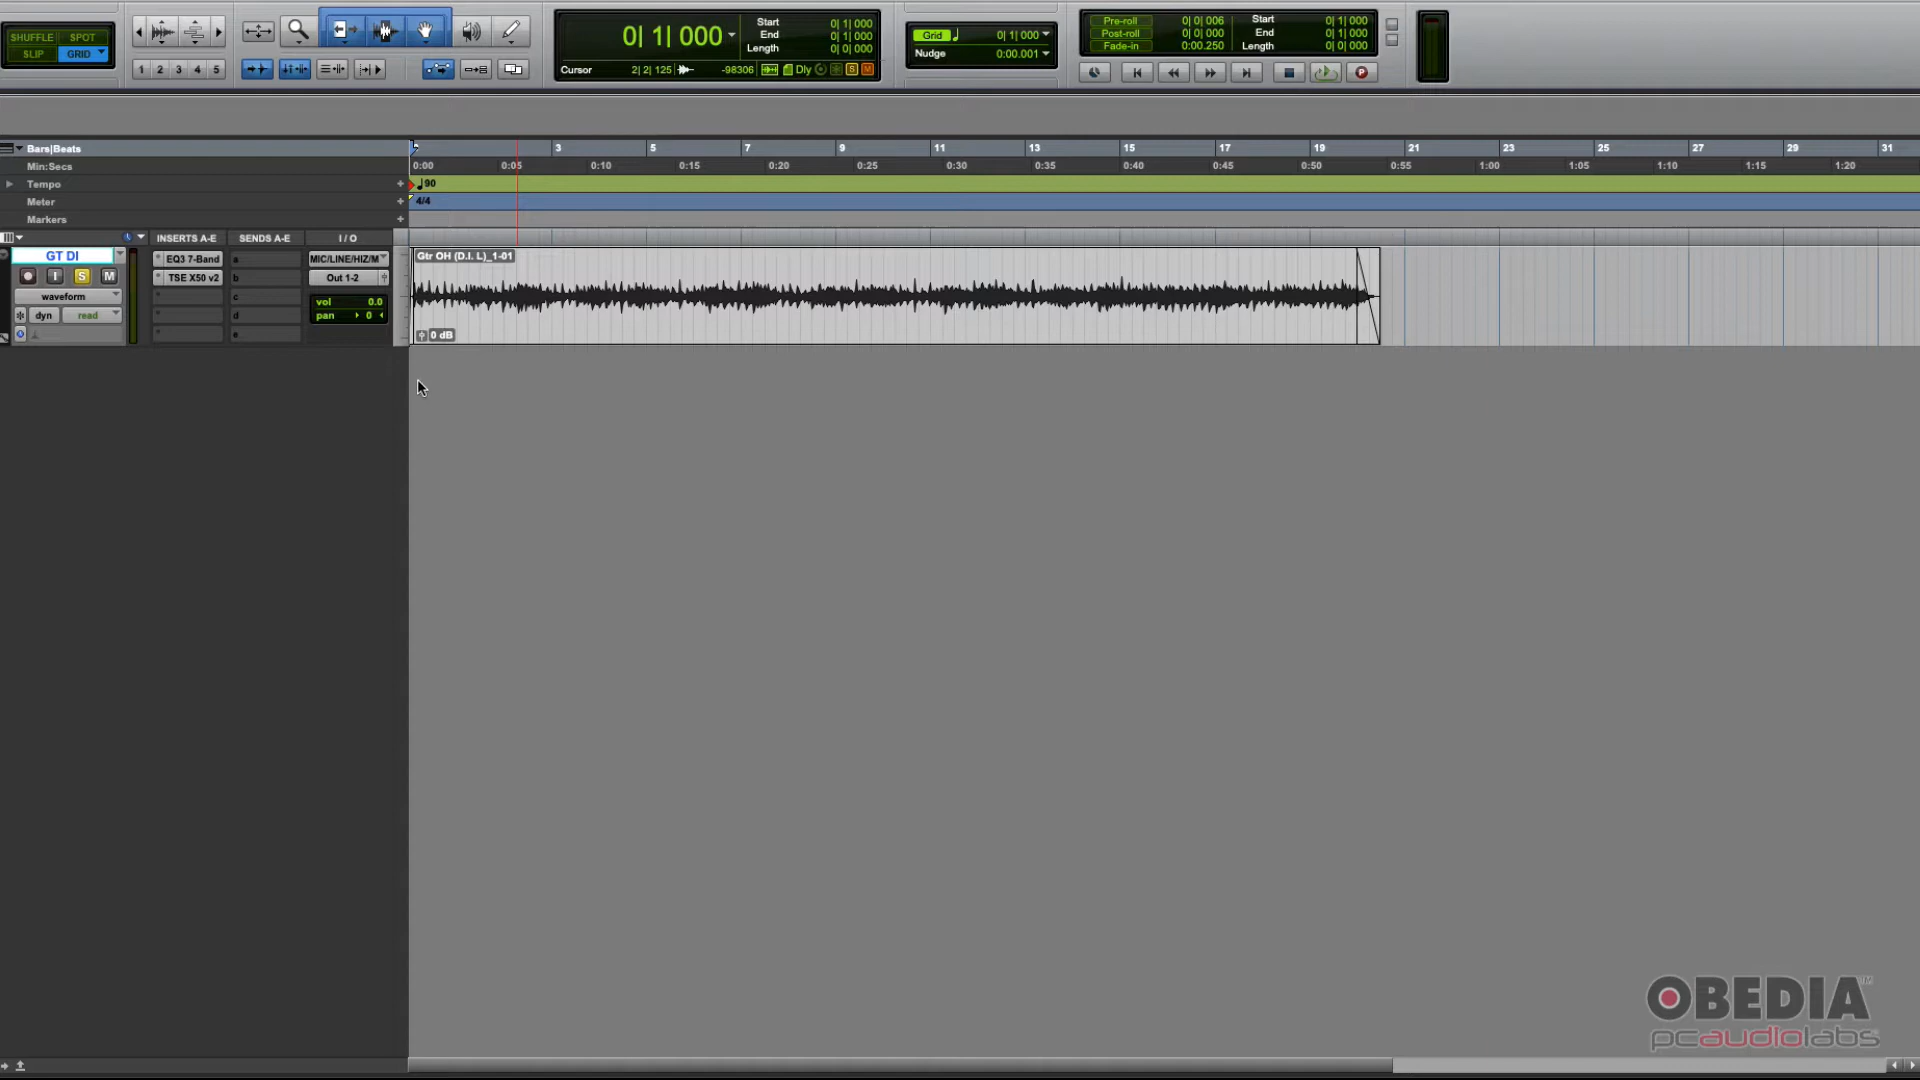 SHUFFLE SPOT
SLIP GRID
1 2 3 4 5
0| 1| 000
Start 0| 1| 000
End 0| 1| 000
Length 0| 0| 000
Cursor 2| 2| 125 -98306 Dly S M
Grid 0| 1| 000
Nudge 0:00.001
Pre-roll 0| 0| 006
Post-roll 0| 0| 000
Fade-in 0:00.250
Start 0| 1| 000
End 0| 1| 000
Length 0| 0| 000
P
Bars|Beats 3 5 7 9 11 13 15 17 19 21 23 25 27 29 31
Min:Secs 0:00 0:05 0:10 0:15 0:20 0:25 0:30 0:35 0:40 0:45 0:50 0:55 1:00 1:05 1:10 1:15 1:20
Tempo + 90
Meter + 4/4
Markers +
INSERTS A-E SENDS A-E I / O
GT DI EQ3 7-Band a MIC/LINE/HIZ/M Gtr OH (D.I. L)_1-01
I S M TSE X50 v2 b Out 1-2
waveform c vol 0.0
dyn read d pan 0
e 0 dB
OBEDIA™
pcaudiolabs